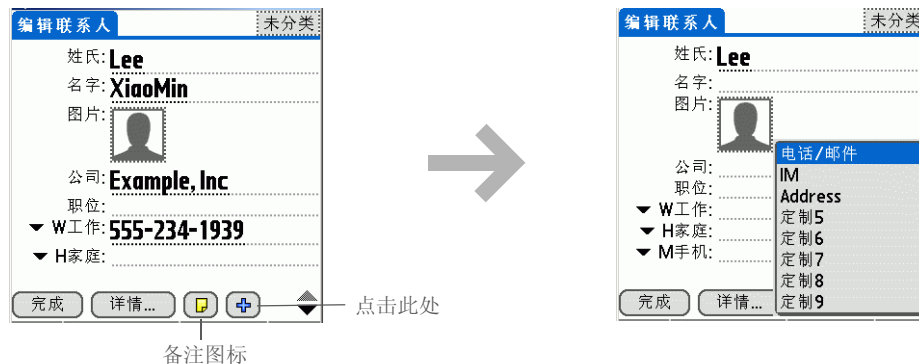 编辑联系人 未分类
姓氏: Lee
名字: XiaoMin
图片:
公司: Example, Inc
职位:
W工作: 555-234-1939
H家庭:
完成 详情... 点击此处
备注图标
编辑联系人 未分类
姓氏: Lee
名字:
图片:
公司:
职位:
W工作:
H家庭:
M手机:
完成 详情...
电话/邮件
IM
Address
定制5
定制6
定制7
定制8
定制9